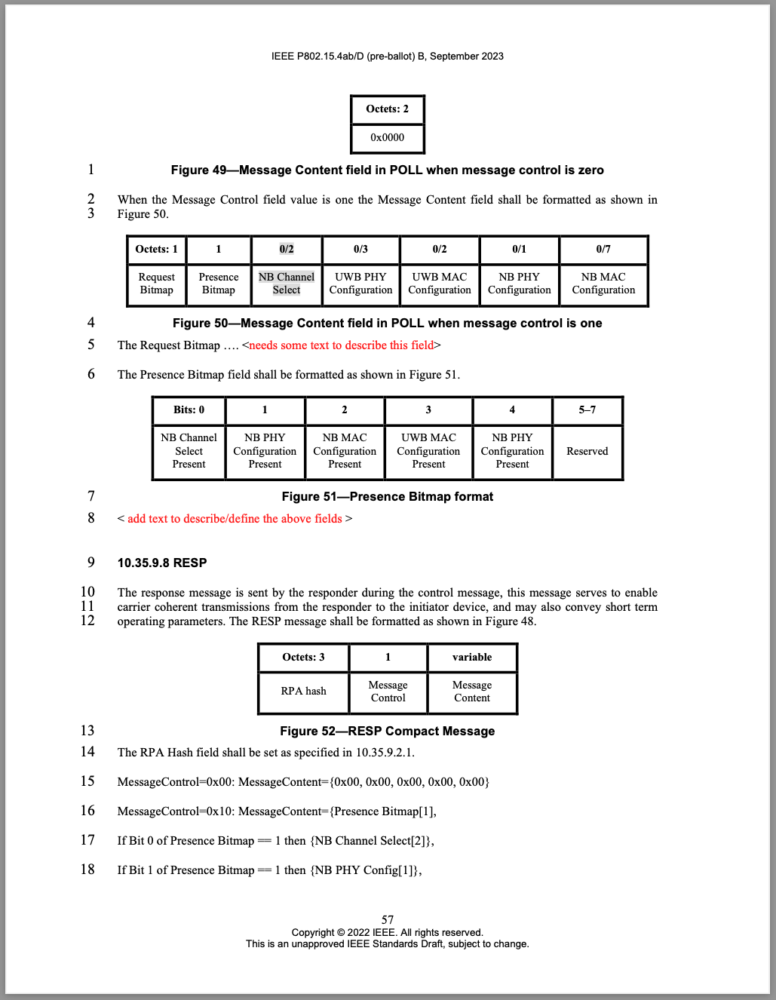 IEEE P802.15.4ab/D (pre-ballot) B, September 2023
Octets: 2
0x0000
1 Figure 49—Message Content field in POLL when message control is zero
2 When the Message Control field value is one the Message Content field shall be formatted as shown in
3 Figure 50.
Octets: 1 1 0/2 0/3 0/2 0/1 0/7
Request Presence NB Channel UWB PHY UWB MAC NB PHY NB MAC
Bitmap Bitmap Select Configuration Configuration Configuration Configuration
4 Figure 50—Message Content field in POLL when message control is one
5 The Request Bitmap …. <needs some text to describe this field>
6 The Presence Bitmap field shall be formatted as shown in Figure 51.
Bits: 0 1 2 3 4 5–7
NB Channel NB PHY NB MAC UWB MAC NB PHY
Select Configuration Configuration Configuration Configuration Reserved
Present Present Present Present Present
7 Figure 51—Presence Bitmap format
8 < add text to describe/define the above fields >
9 10.35.9.8 RESP
10 The response message is sent by the responder during the control message, this message serves to enable
11 carrier coherent transmissions from the responder to the initiator device, and may also convey short term
12 operating parameters. The RESP message shall be formatted as shown in Figure 48.
Octets: 3 1 variable
RPA hash Message Message
Control Content
13 Figure 52—RESP Compact Message
14 The RPA Hash field shall be set as specified in 10.35.9.2.1.
15 MessageControl=0x00: MessageContent={0x00, 0x00, 0x00, 0x00, 0x00}
16 MessageControl=0x10: MessageContent={Presence Bitmap[1],
17 If Bit 0 of Presence Bitmap == 1 then {NB Channel Select[2]},
18 If Bit 1 of Presence Bitmap == 1 then {NB PHY Config[1]},
57
Copyright © 2022 IEEE. All rights reserved.
This is an unapproved IEEE Standards Draft, subject to change.